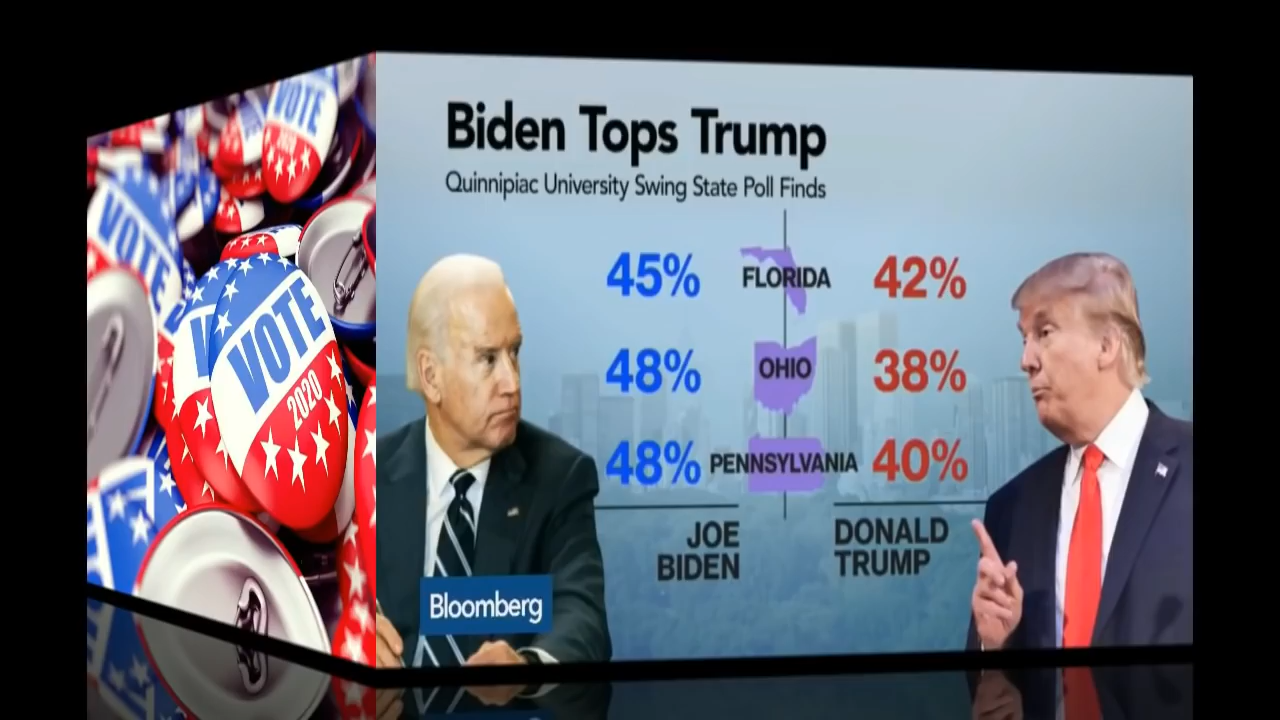 VOTE
VOTE
VOTE
2020
Biden Tops Trump
Quinnipiac University Swing State Poll Finds
45% FLORIDA 42%
48% OHIO 38%
48% PENNSYLVANIA 40%
JOE BIDEN
DONALD TRUMP
Bloomberg